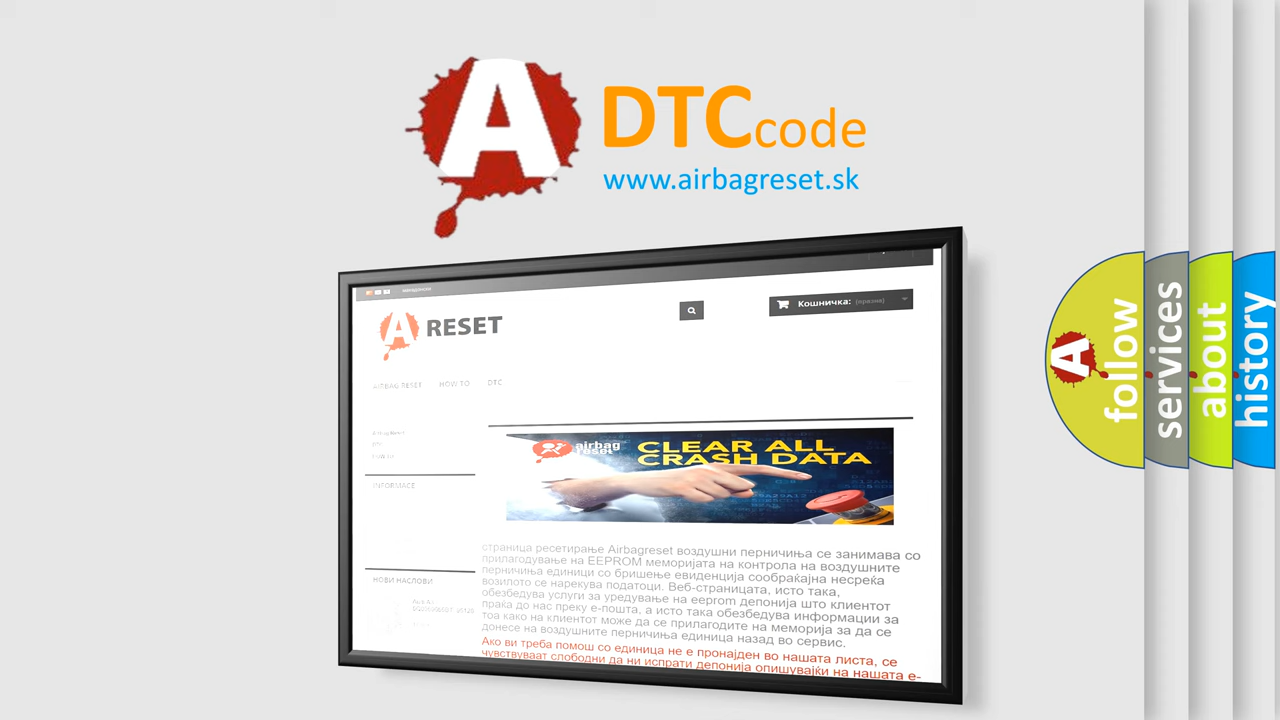 A
DTCcode
www.airbagreset.sk
Кошничка: (празна)
A RESET
AIRBAG RESET HOW TO DTC
INFORMACE
НОВИ НАСЛОВИ
airbag
reset
CLEAR ALL
CRASH DATA
страница ресетирање Airbagreset воздушни перничиња се занимава со
прилагодување на EEPROM меморијата на контрола на воздушните
перничиња единици со бришење евиденција сообраќајна несреќа
возилото се нарекува податоци. Веб-страницата, исто така,
обезбедува услуги за уредување на eeprom депонија што клиентот
праќа до нас преку е-пошта, а исто така обезбедува информации за
тоа како на клиентот може да се прилагодите на меморија за да се
донесе на воздушните перничиња единица назад во сервис.
Ако ви треба помош со единица не е пронајден во нашата листа, се
чувствуваат слободни да ни испрати депонија опишувајќи на нашата е-
A
follow
services
about
history